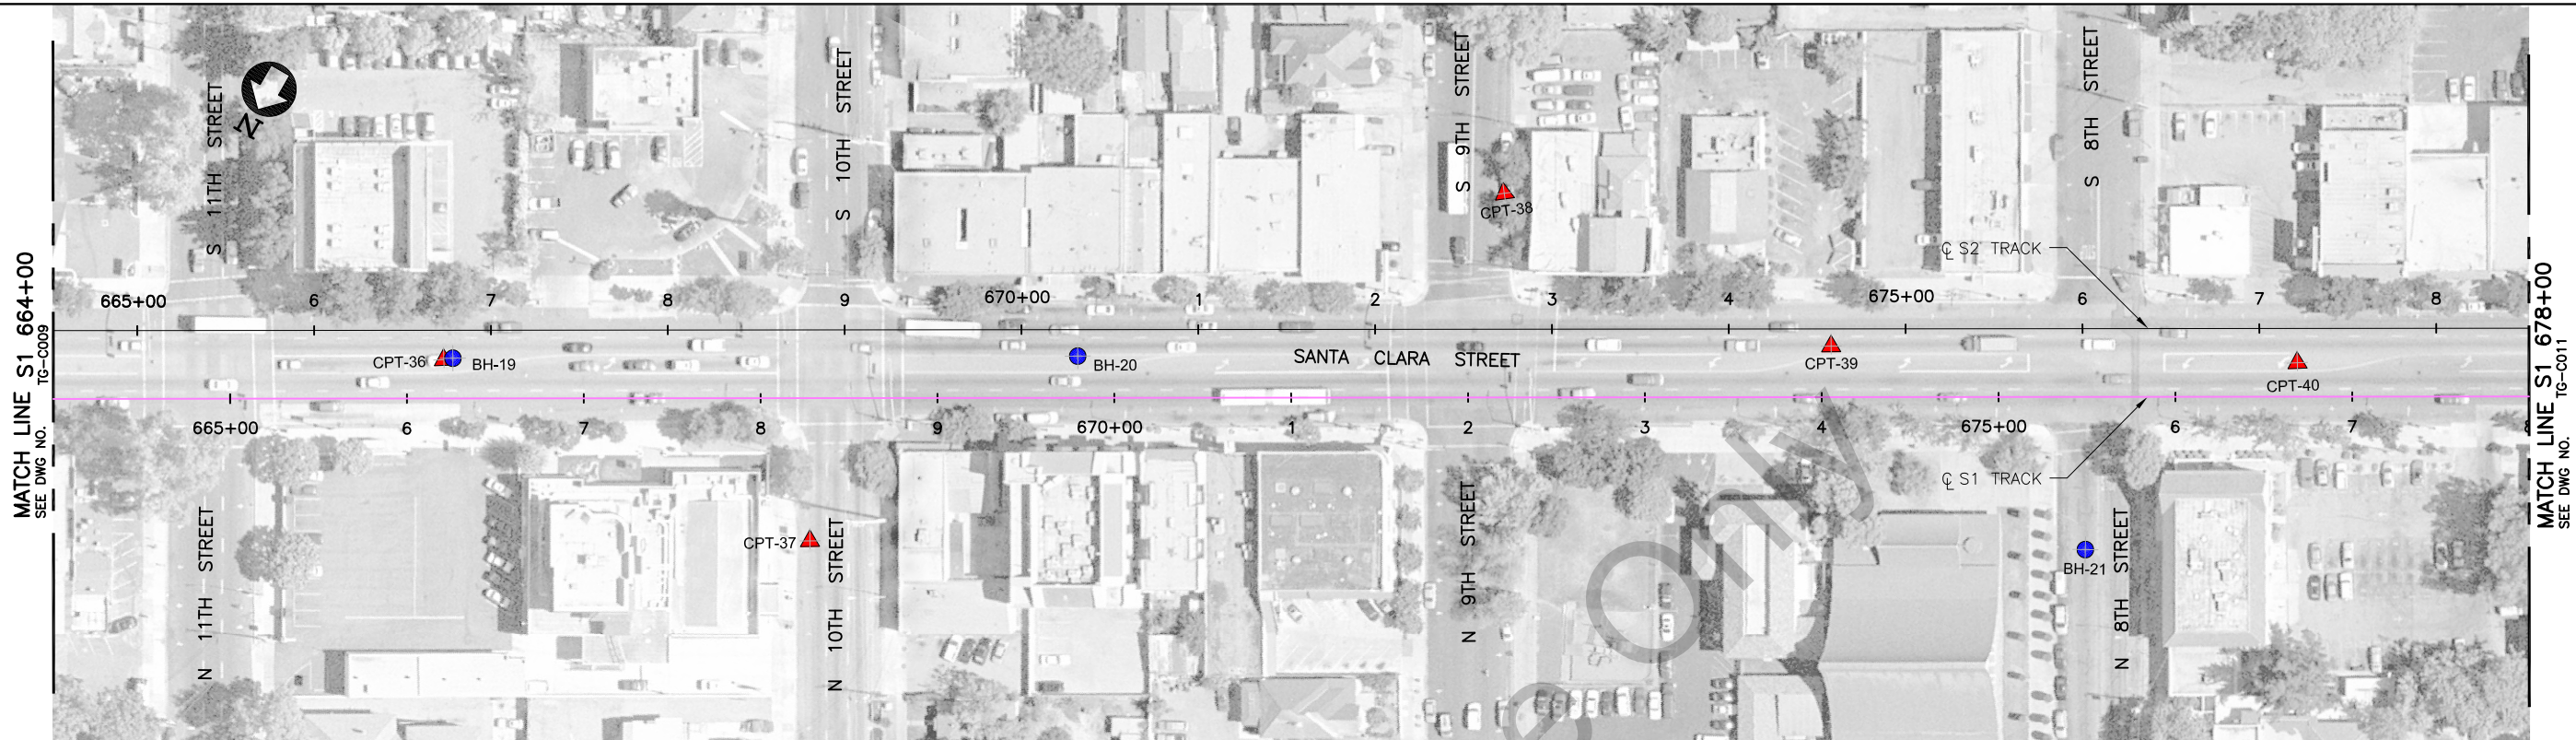 MATCH LINE S1 664+00
SEE DWG NO. TG-C009
S 11TH STREET
N
S 10TH STREET
S 9TH STREET
S 8TH STREET
CPT-38
℄ S2 TRACK
665+00 6 7 8 9 670+00 1 2 3 4 675+00 6 7 8
CPT-36 BH-19
BH-20
SANTA CLARA STREET
CPT-39
CPT-40
665+00 6 7 8 9 670+00 1 2 3 4 675+00 6 7 8
℄ S1 TRACK
N 11TH STREET
CPT-37
N 10TH STREET
N 9TH STREET
BH-21
N 8TH STREET
e Only
MATCH LINE S1 678+00
SEE DWG NO. TG-C011